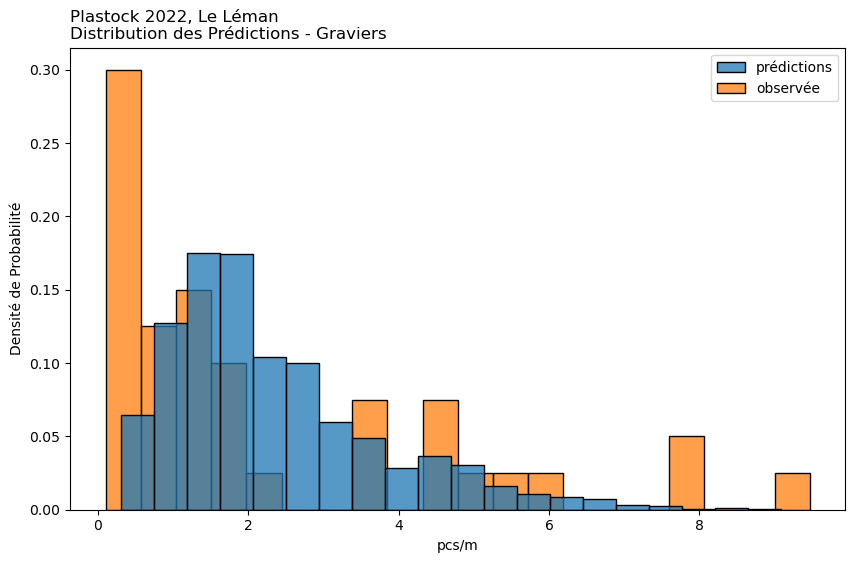 Plastock 2022, Le Léman
Distribution des Prédictions - Graviers
prédictions
observée
Densité de Probabilité
0.30
0.25
0.20
0.15
0.10
0.05
0.00
0
2
4
6
8
pcs/m